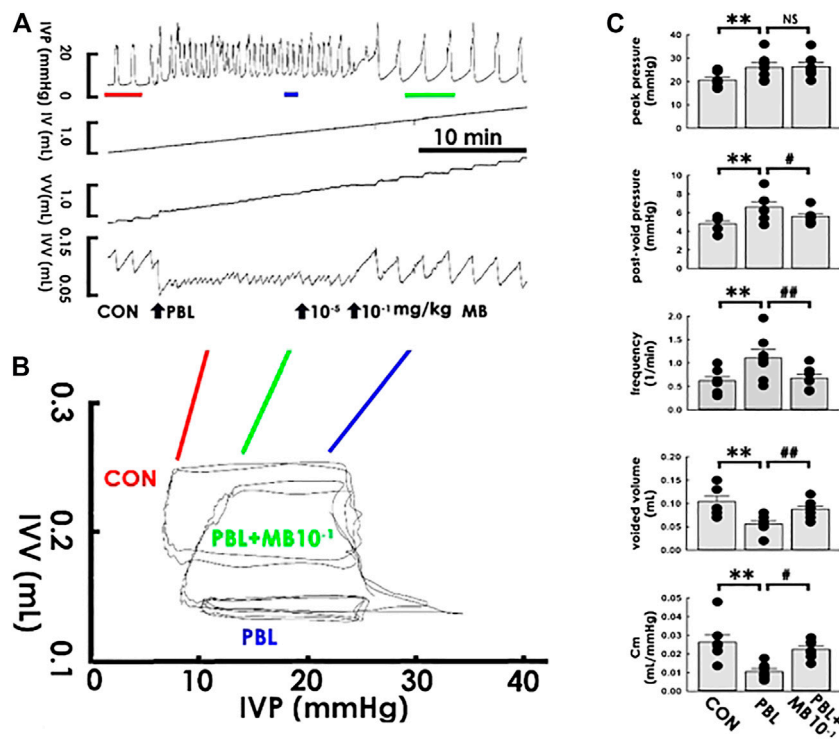 A
IVP (mmHg)
20
0
IV (mL)
1.0
10 min
VV (mL)
1.0
IVV (mL)
0.15
0.05
CON PBL 10⁻⁵ 10⁻¹ mg/kg MB
B
IVV (mL)
0.3
0.2
0.1
CON
PBL+MB10⁻¹
PBL
0 10 20 30 40
IVP (mmHg)
C
peak pressure
(mmHg)
40
30
20
10
0
** NS
post-void pressure
(mmHg)
10
8
6
4
2
0
** #
frequency
(1/min)
2.0
1.5
1.0
0.5
0.0
** ##
voided volume
(mL)
0.20
0.15
0.10
0.05
0.00
** ##
Cm
(mL/mmHg)
0.05
0.04
0.03
0.02
0.01
0.00
** #
CON
PBL
PBL+
MB10⁻¹